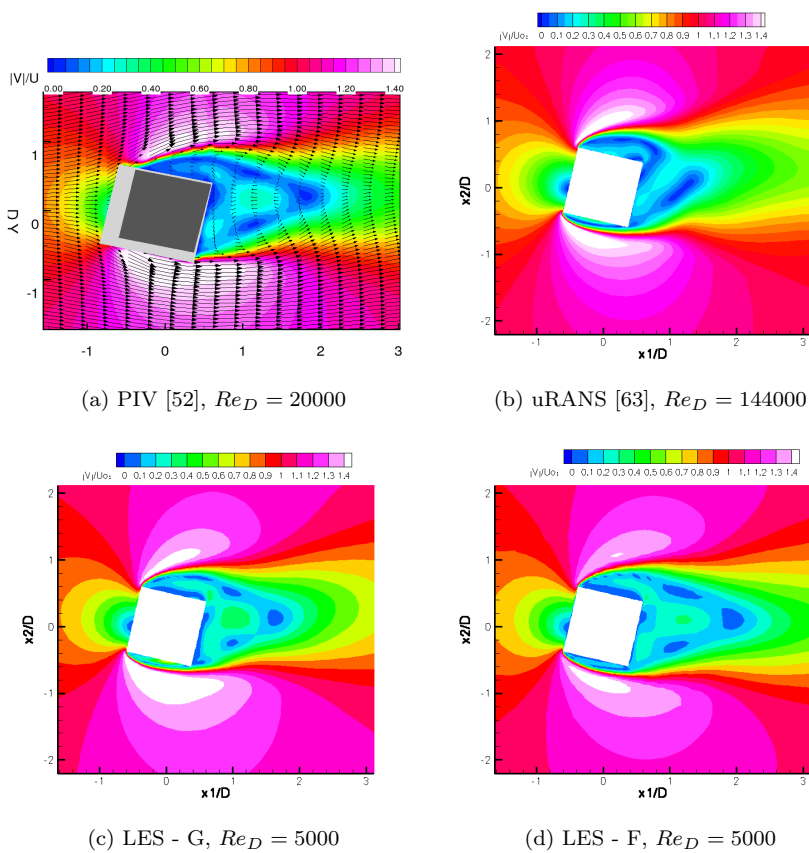 |V|/U
0.00 0.20 0.60 0.80 1.00 1.40
1
0
-1
Y D
-1 0 1 2 3
(a) PIV [52], Re_D = 20000
|V|/Uo:
0 0.1 0.2 0.3 0.4 0.5 0.6 0.7 0.8 0.9 1 1.1 1.2 1.3 1.4
2
1
0
-1
-2
x2/D
-1 0 1 2 3
x1/D
(b) uRANS [63], Re_D = 144000
|V|/Uo:
0 0.1 0.2 0.3 0.4 0.5 0.6 0.7 0.8 0.9 1 1.1 1.2 1.3 1.4
2
1
0
-1
-2
x2/D
-1 0 1 2 3
x1/D
(c) LES - G, Re_D = 5000
|V|/Uo:
0 0.1 0.2 0.3 0.4 0.5 0.6 0.7 0.8 0.9 1 1.1 1.2 1.3 1.4
2
1
0
-1
-2
x2/D
-1 0 1 2 3
x1/D
(d) LES - F, Re_D = 5000